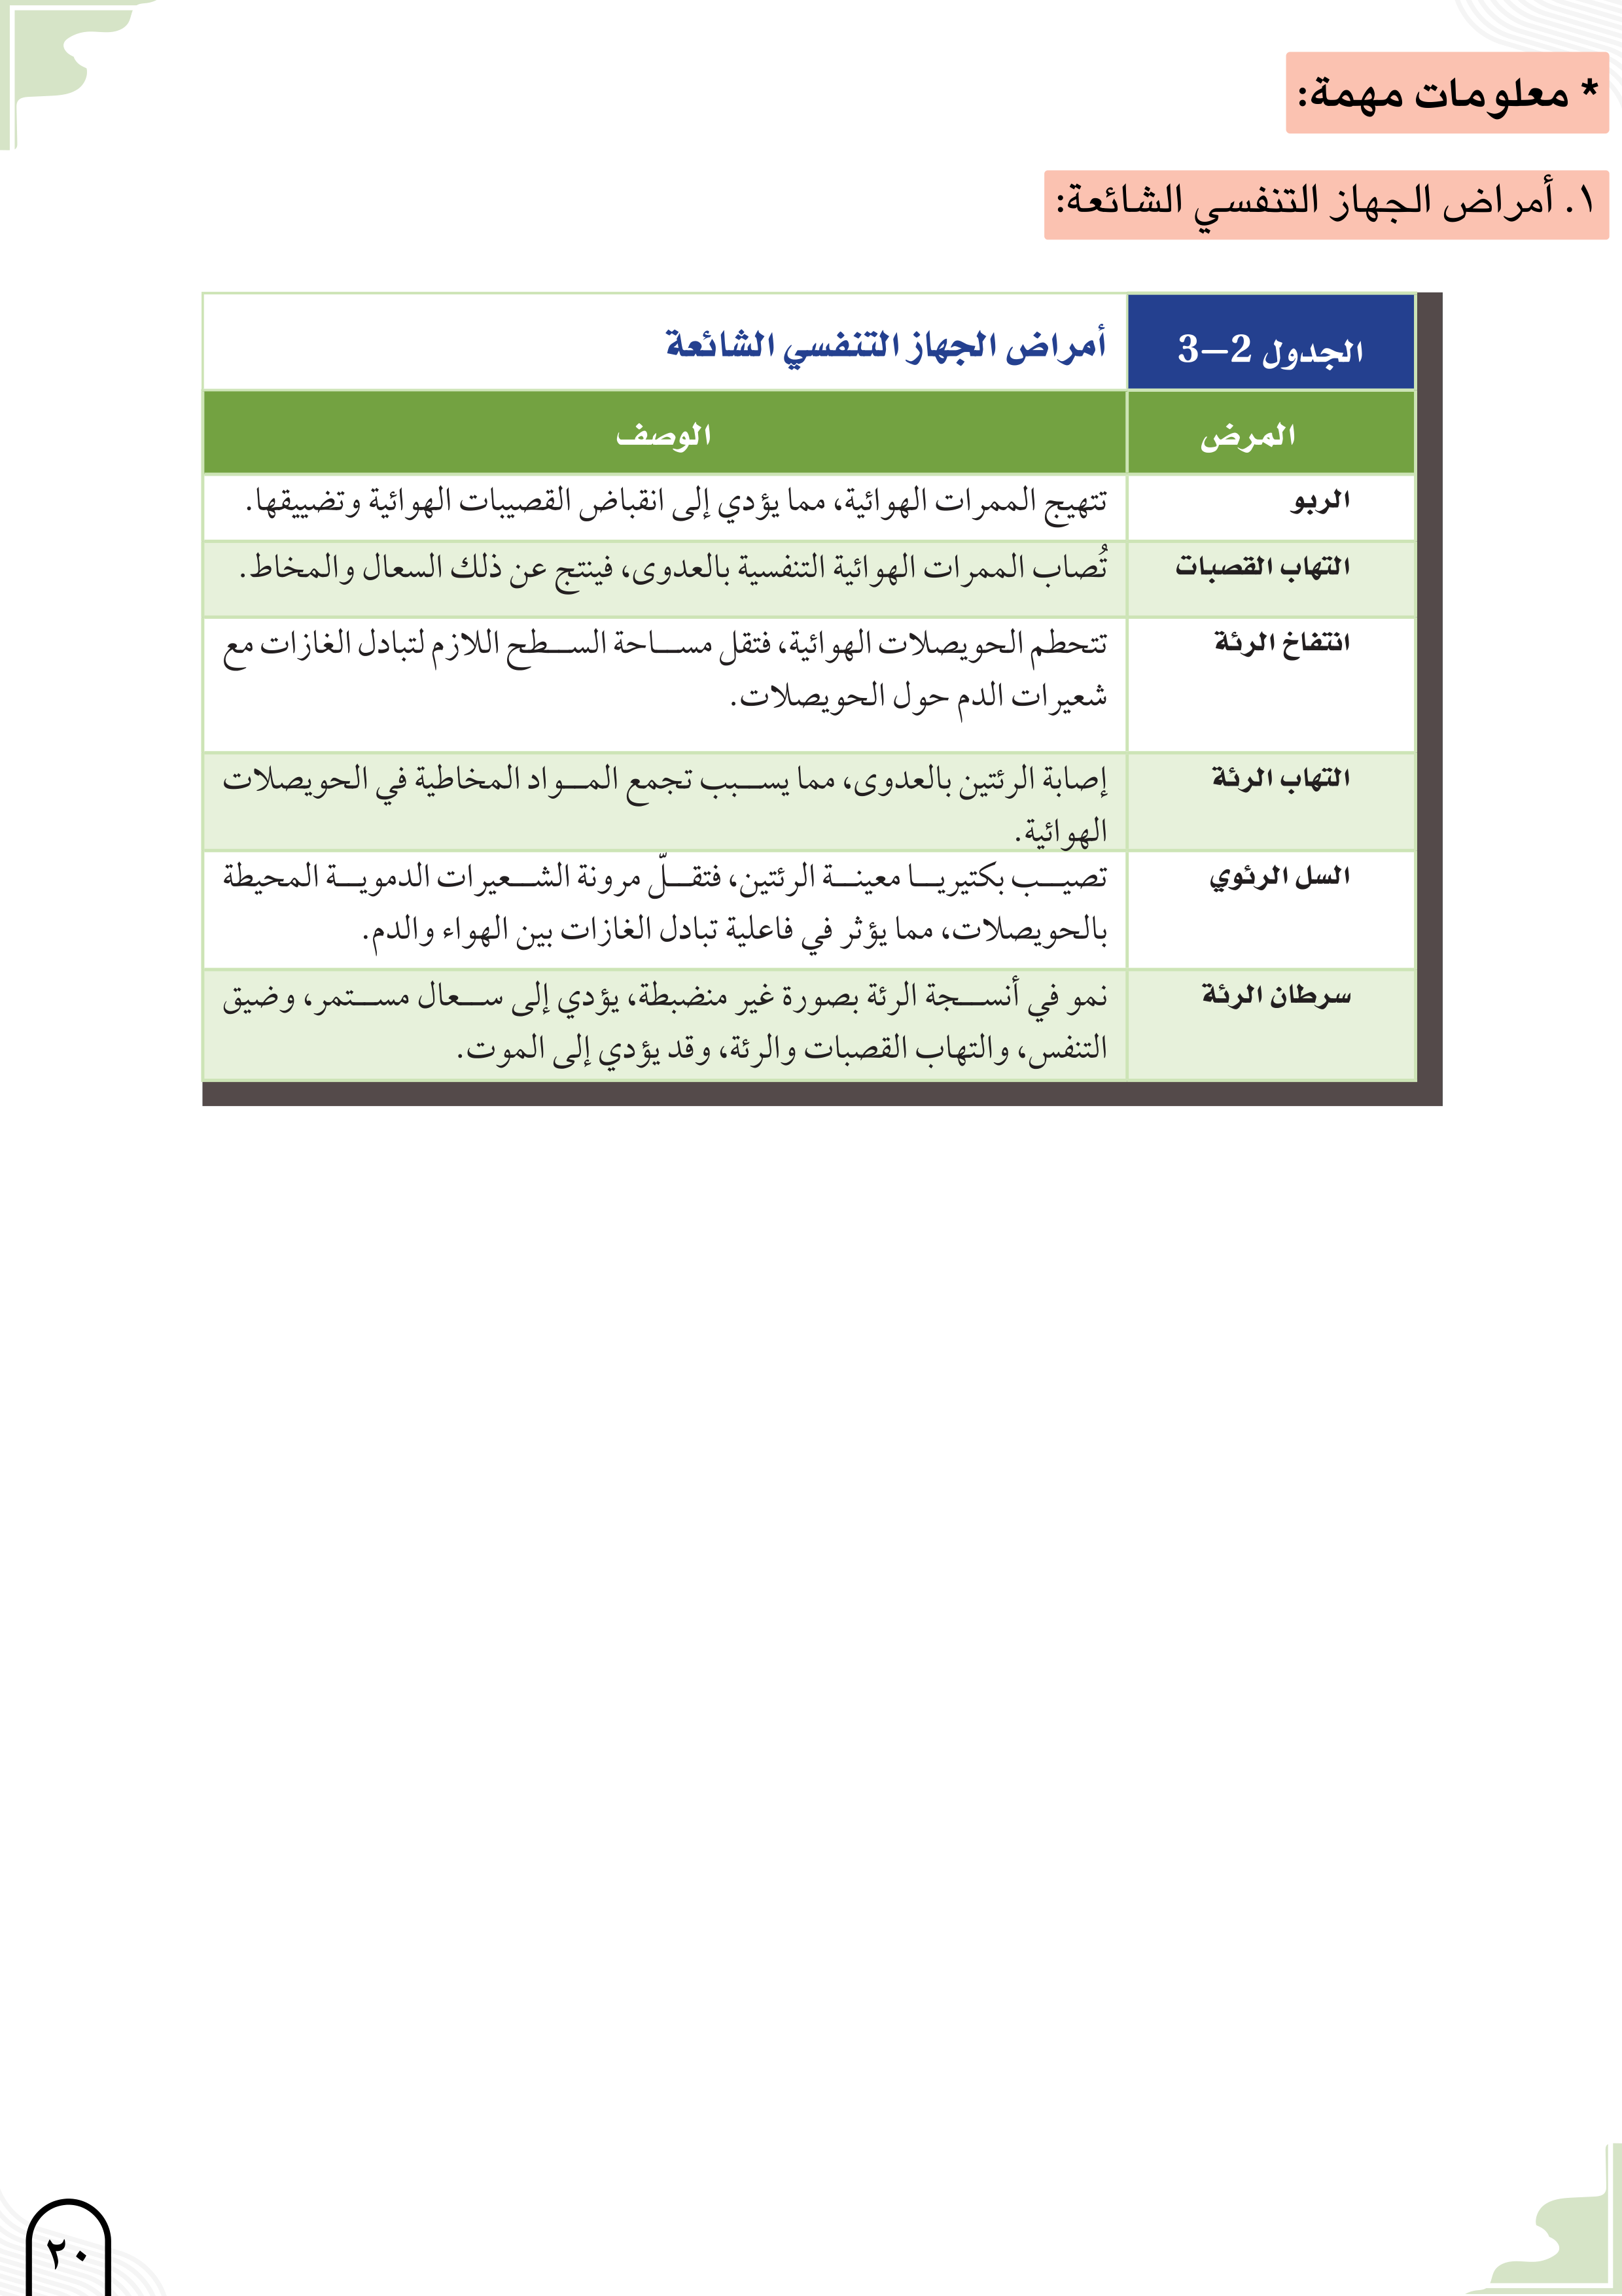 * معلومات مهمة:
١. أمراض الجهاز التنفسي الشائعة:
الجدول 2–3
أمراض الجهاز التنفسي الشائعة
المرض
الوصف
الربو
تتهيج الممرات الهوائية، مما يؤدي إلى انقباض القصيبات الهوائية وتضييقها.
التهاب القصبات
تُصاب الممرات الهوائية التنفسية بالعدوى، فينتج عن ذلك السعال والمخاط.
انتفاخ الرئة
تتحطم الحويصلات الهوائية، فتقل مساحة السطح اللازم لتبادل الغازات مع
شعيرات الدم حول الحويصلات.
التهاب الرئة
إصابة الرئتين بالعدوى، مما يسبب تجمع المواد المخاطية في الحويصلات
الهوائية.
السل الرئوي
تصيب بكتيريا معينة الرئتين، فتقلّ مرونة الشعيرات الدموية المحيطة
بالحويصلات، مما يؤثر في فاعلية تبادل الغازات بين الهواء والدم.
سرطان الرئة
نمو في أنسجة الرئة بصورة غير منضبطة، يؤدي إلى سعال مستمر، وضيق
التنفس، والتهاب القصبات والرئة، وقد يؤدي إلى الموت.
٢٠